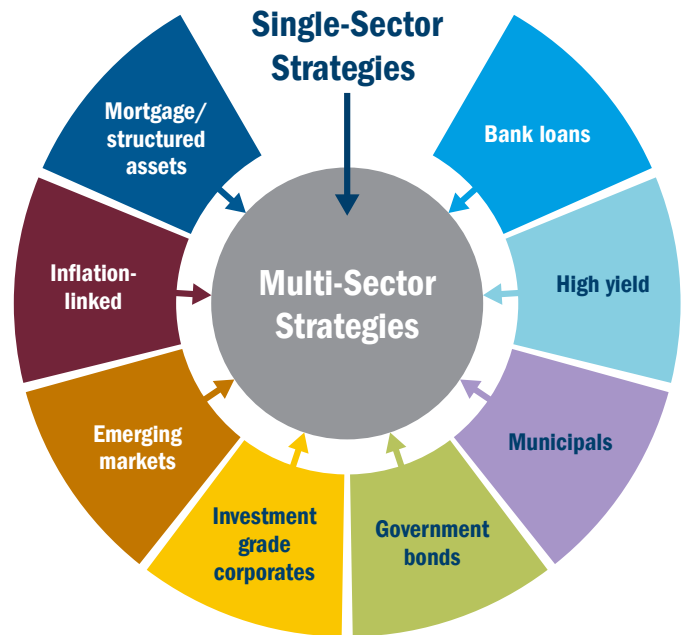 Single-Sector
Strategies
Mortgage/
structured
assets
Bank loans
Inflation-
linked
High yield
Multi-Sector
Strategies
Emerging
markets
Municipals
Investment
grade
corporates
Government
bonds